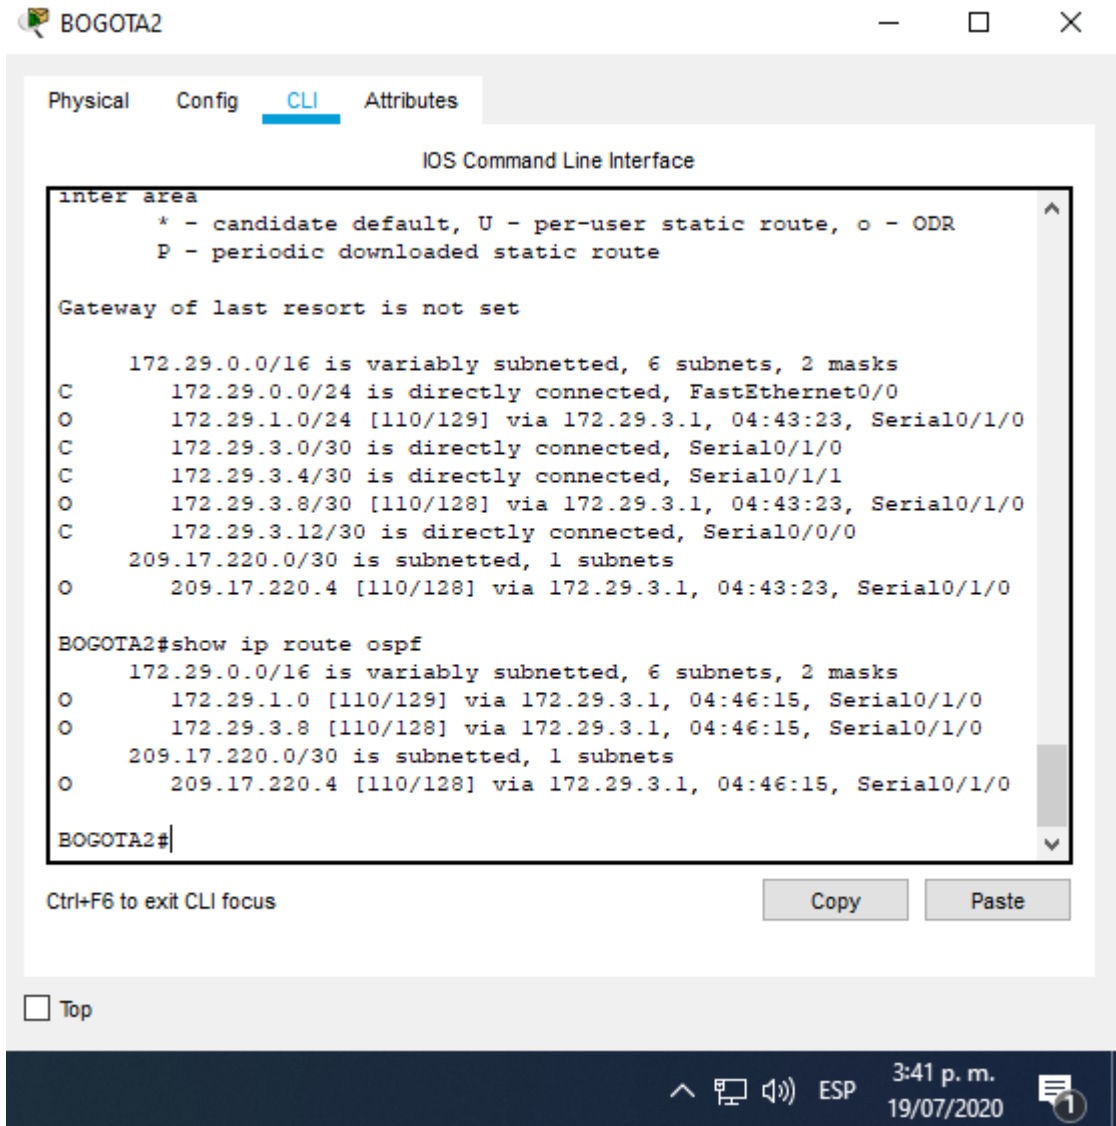 BOGOTA2
Physical Config CLI Attributes
IOS Command Line Interface
inter area
* - candidate default, U - per-user static route, o - ODR
P - periodic downloaded static route
Gateway of last resort is not set
172.29.0.0/16 is variably subnetted, 6 subnets, 2 masks
C 172.29.0.0/24 is directly connected, FastEthernet0/0
O 172.29.1.0/24 [110/129] via 172.29.3.1, 04:43:23, Serial0/1/0
C 172.29.3.0/30 is directly connected, Serial0/1/0
C 172.29.3.4/30 is directly connected, Serial0/1/1
O 172.29.3.8/30 [110/128] via 172.29.3.1, 04:43:23, Serial0/1/0
C 172.29.3.12/30 is directly connected, Serial0/0/0
209.17.220.0/30 is subnetted, 1 subnets
O 209.17.220.4 [110/128] via 172.29.3.1, 04:43:23, Serial0/1/0
BOGOTA2#show ip route ospf
172.29.0.0/16 is variably subnetted, 6 subnets, 2 masks
O 172.29.1.0 [110/129] via 172.29.3.1, 04:46:15, Serial0/1/0
O 172.29.3.8 [110/128] via 172.29.3.1, 04:46:15, Serial0/1/0
209.17.220.0/30 is subnetted, 1 subnets
O 209.17.220.4 [110/128] via 172.29.3.1, 04:46:15, Serial0/1/0
BOGOTA2#
Ctrl+F6 to exit CLI focus
Copy Paste
Top
ESP
3:41 p. m.
19/07/2020
1